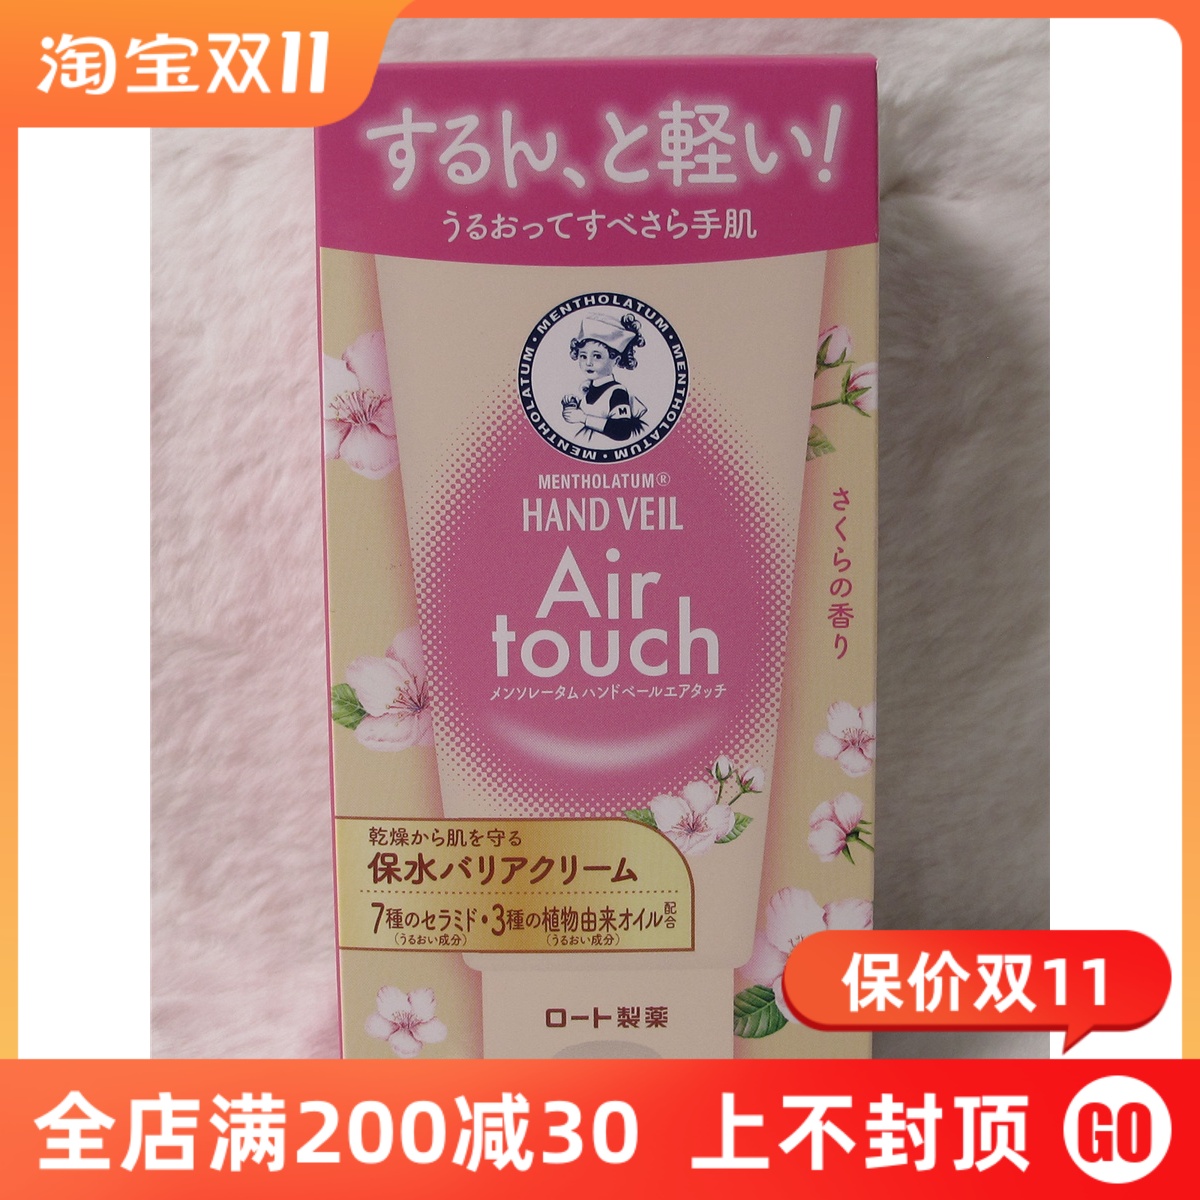 淘宝双11
するん、と軽い!
うるおってすべさら手肌
MENTHOLATUM · MENTHOLATUM · MENTHOLATUM · MENTHOLATUM ·
M
MENTHOLATUM®
HAND VEIL
Air
touch
メンソレータム ハンドベール エアタッチ
さくらの香り
乾燥から肌を守る
保水バリアクリーム
7種のセラミド・3種の植物由来オイル配合
(うるおい成分) (うるおい成分)
ロート製薬
保价双11
全店满200减30 上不封顶 GO